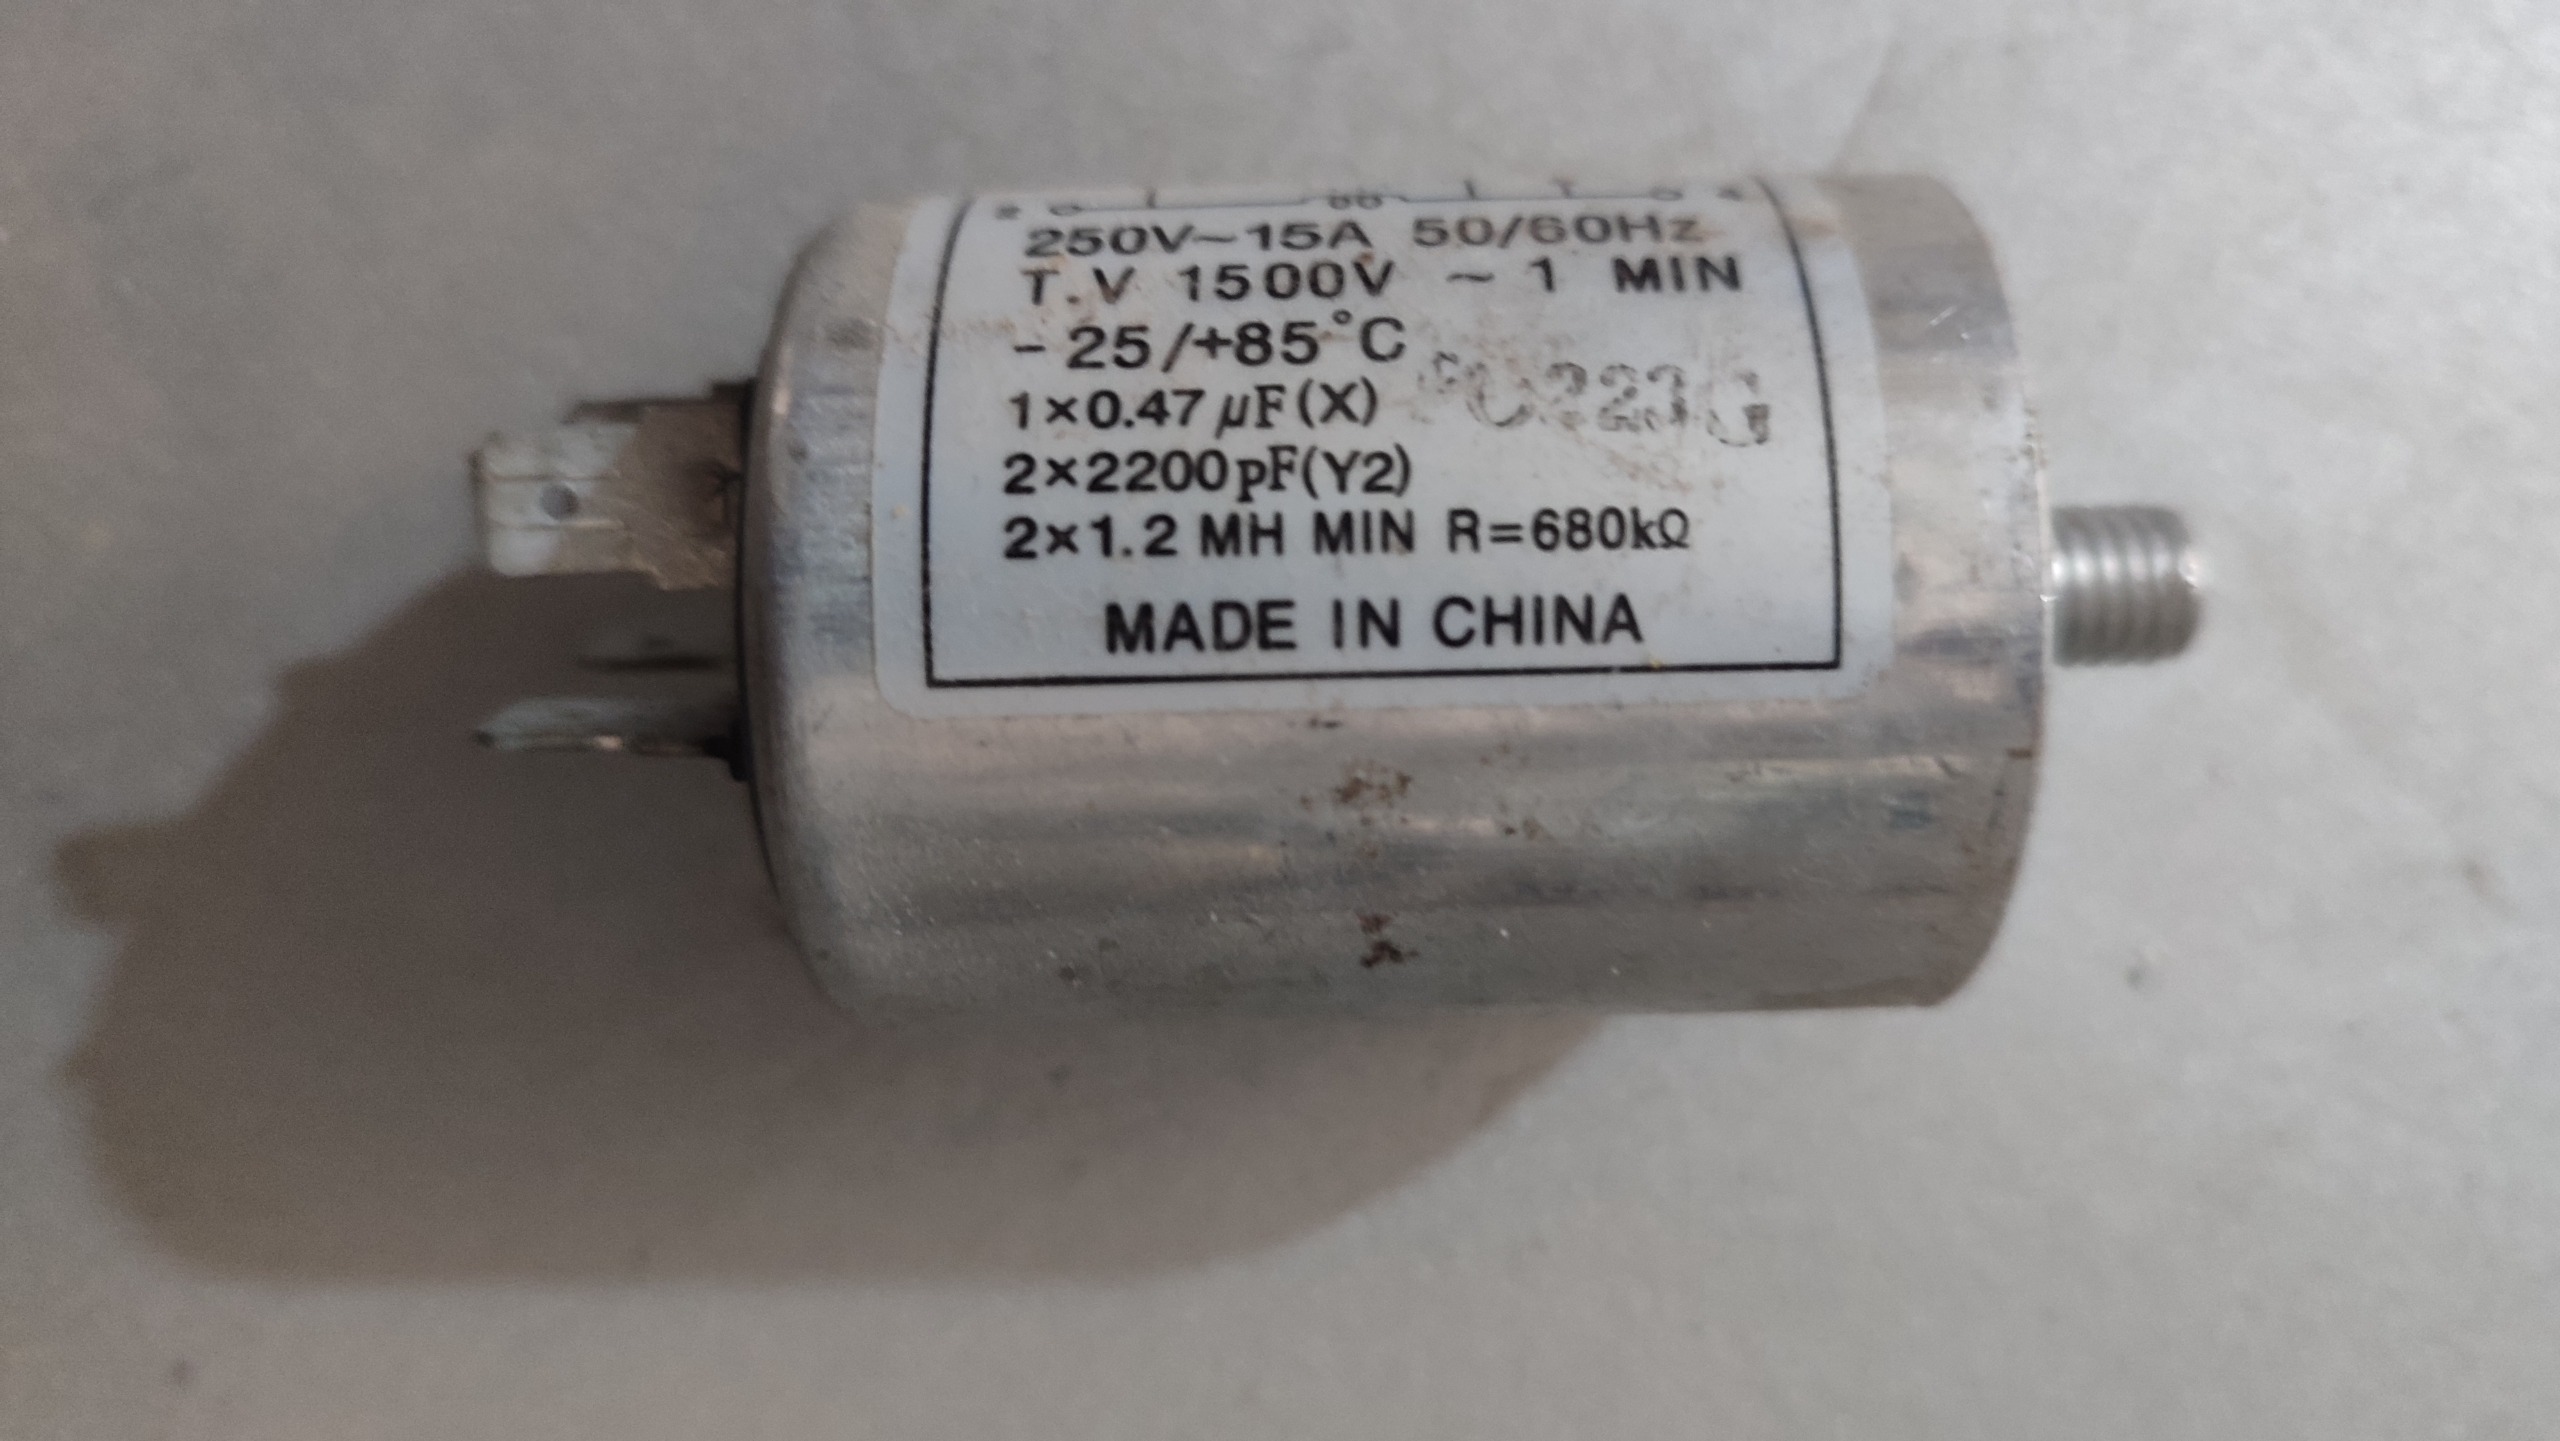 250V~15A 50/60Hz
T.V 1500V ~ 1 MIN
- 25/+85°C
1×0.47µF(X)
2×2200pF(Y2)
2×1.2 MH MIN R=680kΩ
MADE IN CHINA